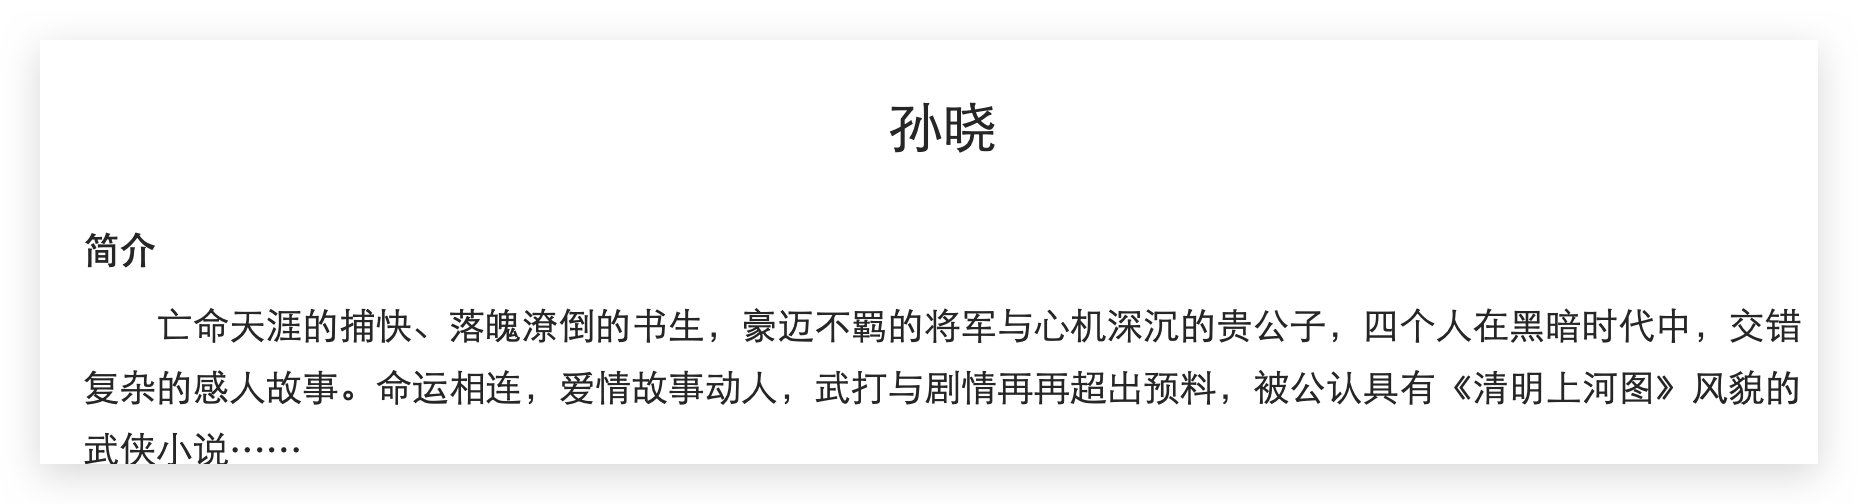 孙晓
简介
亡命天涯的捕快、落魄潦倒的书生，豪迈不羁的将军与心机深沉的贵公子，四个人在黑暗时代中，交错
复杂的感人故事。命运相连，爱情故事动人，武打与剧情再再超出预料，被公认具有《清明上河图》风貌的
武侠小说……